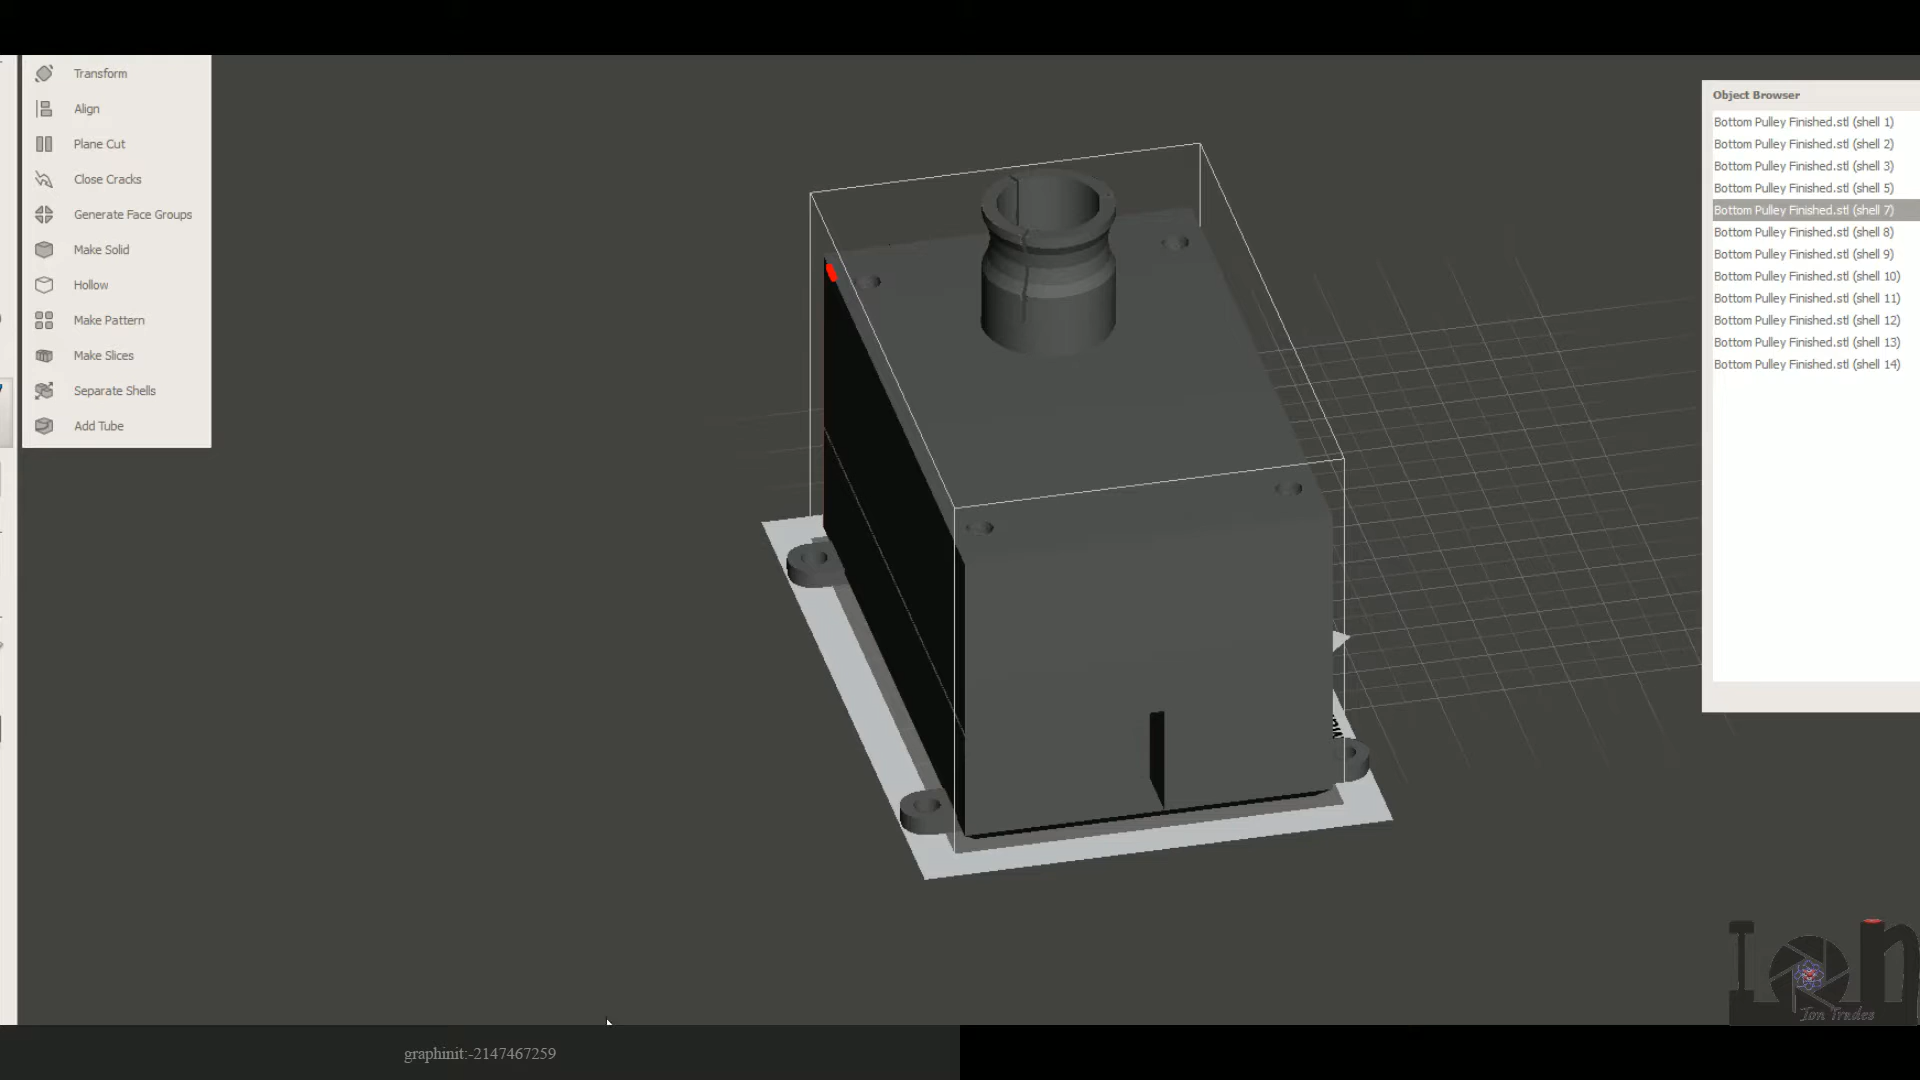 Transform
Align
Plane Cut
Close Cracks
Generate Face Groups
Make Solid
Hollow
Make Pattern
Make Slices
Separate Shells
Add Tube
Object Browser
Bottom Pulley Finished.stl (shell 1)
Bottom Pulley Finished.stl (shell 2)
Bottom Pulley Finished.stl (shell 3)
Bottom Pulley Finished.stl (shell 5)
Bottom Pulley Finished.stl (shell 7)
Bottom Pulley Finished.stl (shell 8)
Bottom Pulley Finished.stl (shell 9)
Bottom Pulley Finished.stl (shell 10)
Bottom Pulley Finished.stl (shell 11)
Bottom Pulley Finished.stl (shell 12)
Bottom Pulley Finished.stl (shell 13)
Bottom Pulley Finished.stl (shell 14)
Ion
Ion Trades
graphinit:-2147467259